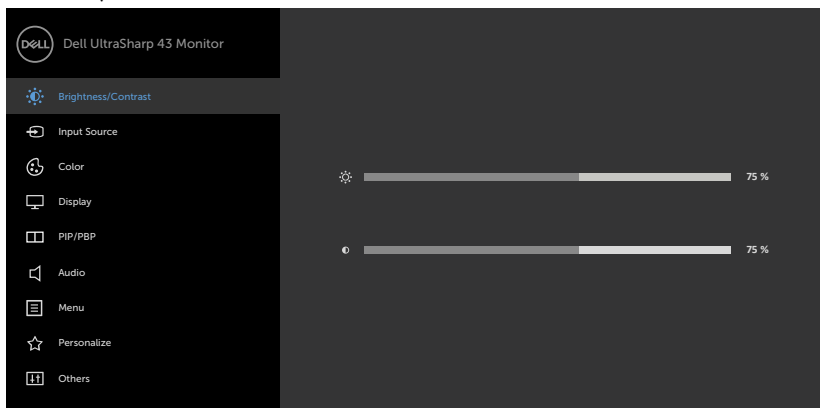 DELL Dell UltraSharp 43 Monitor
Brightness/Contrast
Input Source
Color
75 %
Display
PIP/PBP
75 %
Audio
Menu
Personalize
Others